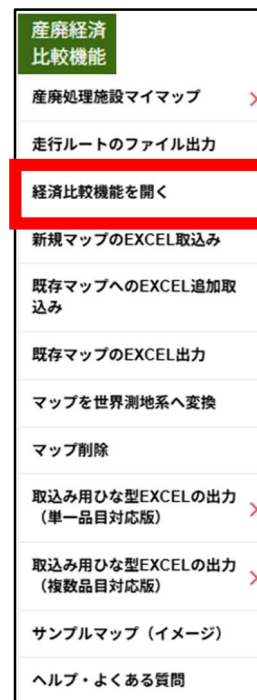 産廃経済
比較機能
産廃処理施設マイマップ
走行ルートのファイル出力
経済比較機能を開く
新規マップのEXCEL取込み
既存マップへのEXCEL追加取
込み
既存マップのEXCEL出力
マップを世界測地系へ変換
マップ削除
取込み用ひな型EXCELの出力
（単一品目対応版）
取込み用ひな型EXCELの出力
（複数品目対応版）
サンプルマップ（イメージ）
ヘルプ・よくある質問